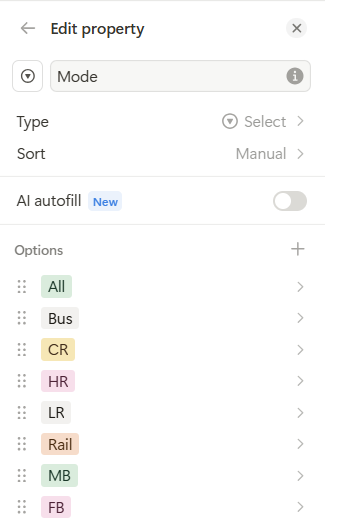 Edit property
Mode
Type Select
Sort Manual
AI autofill New
Options
All
Bus
CR
HR
LR
Rail
MB
FB